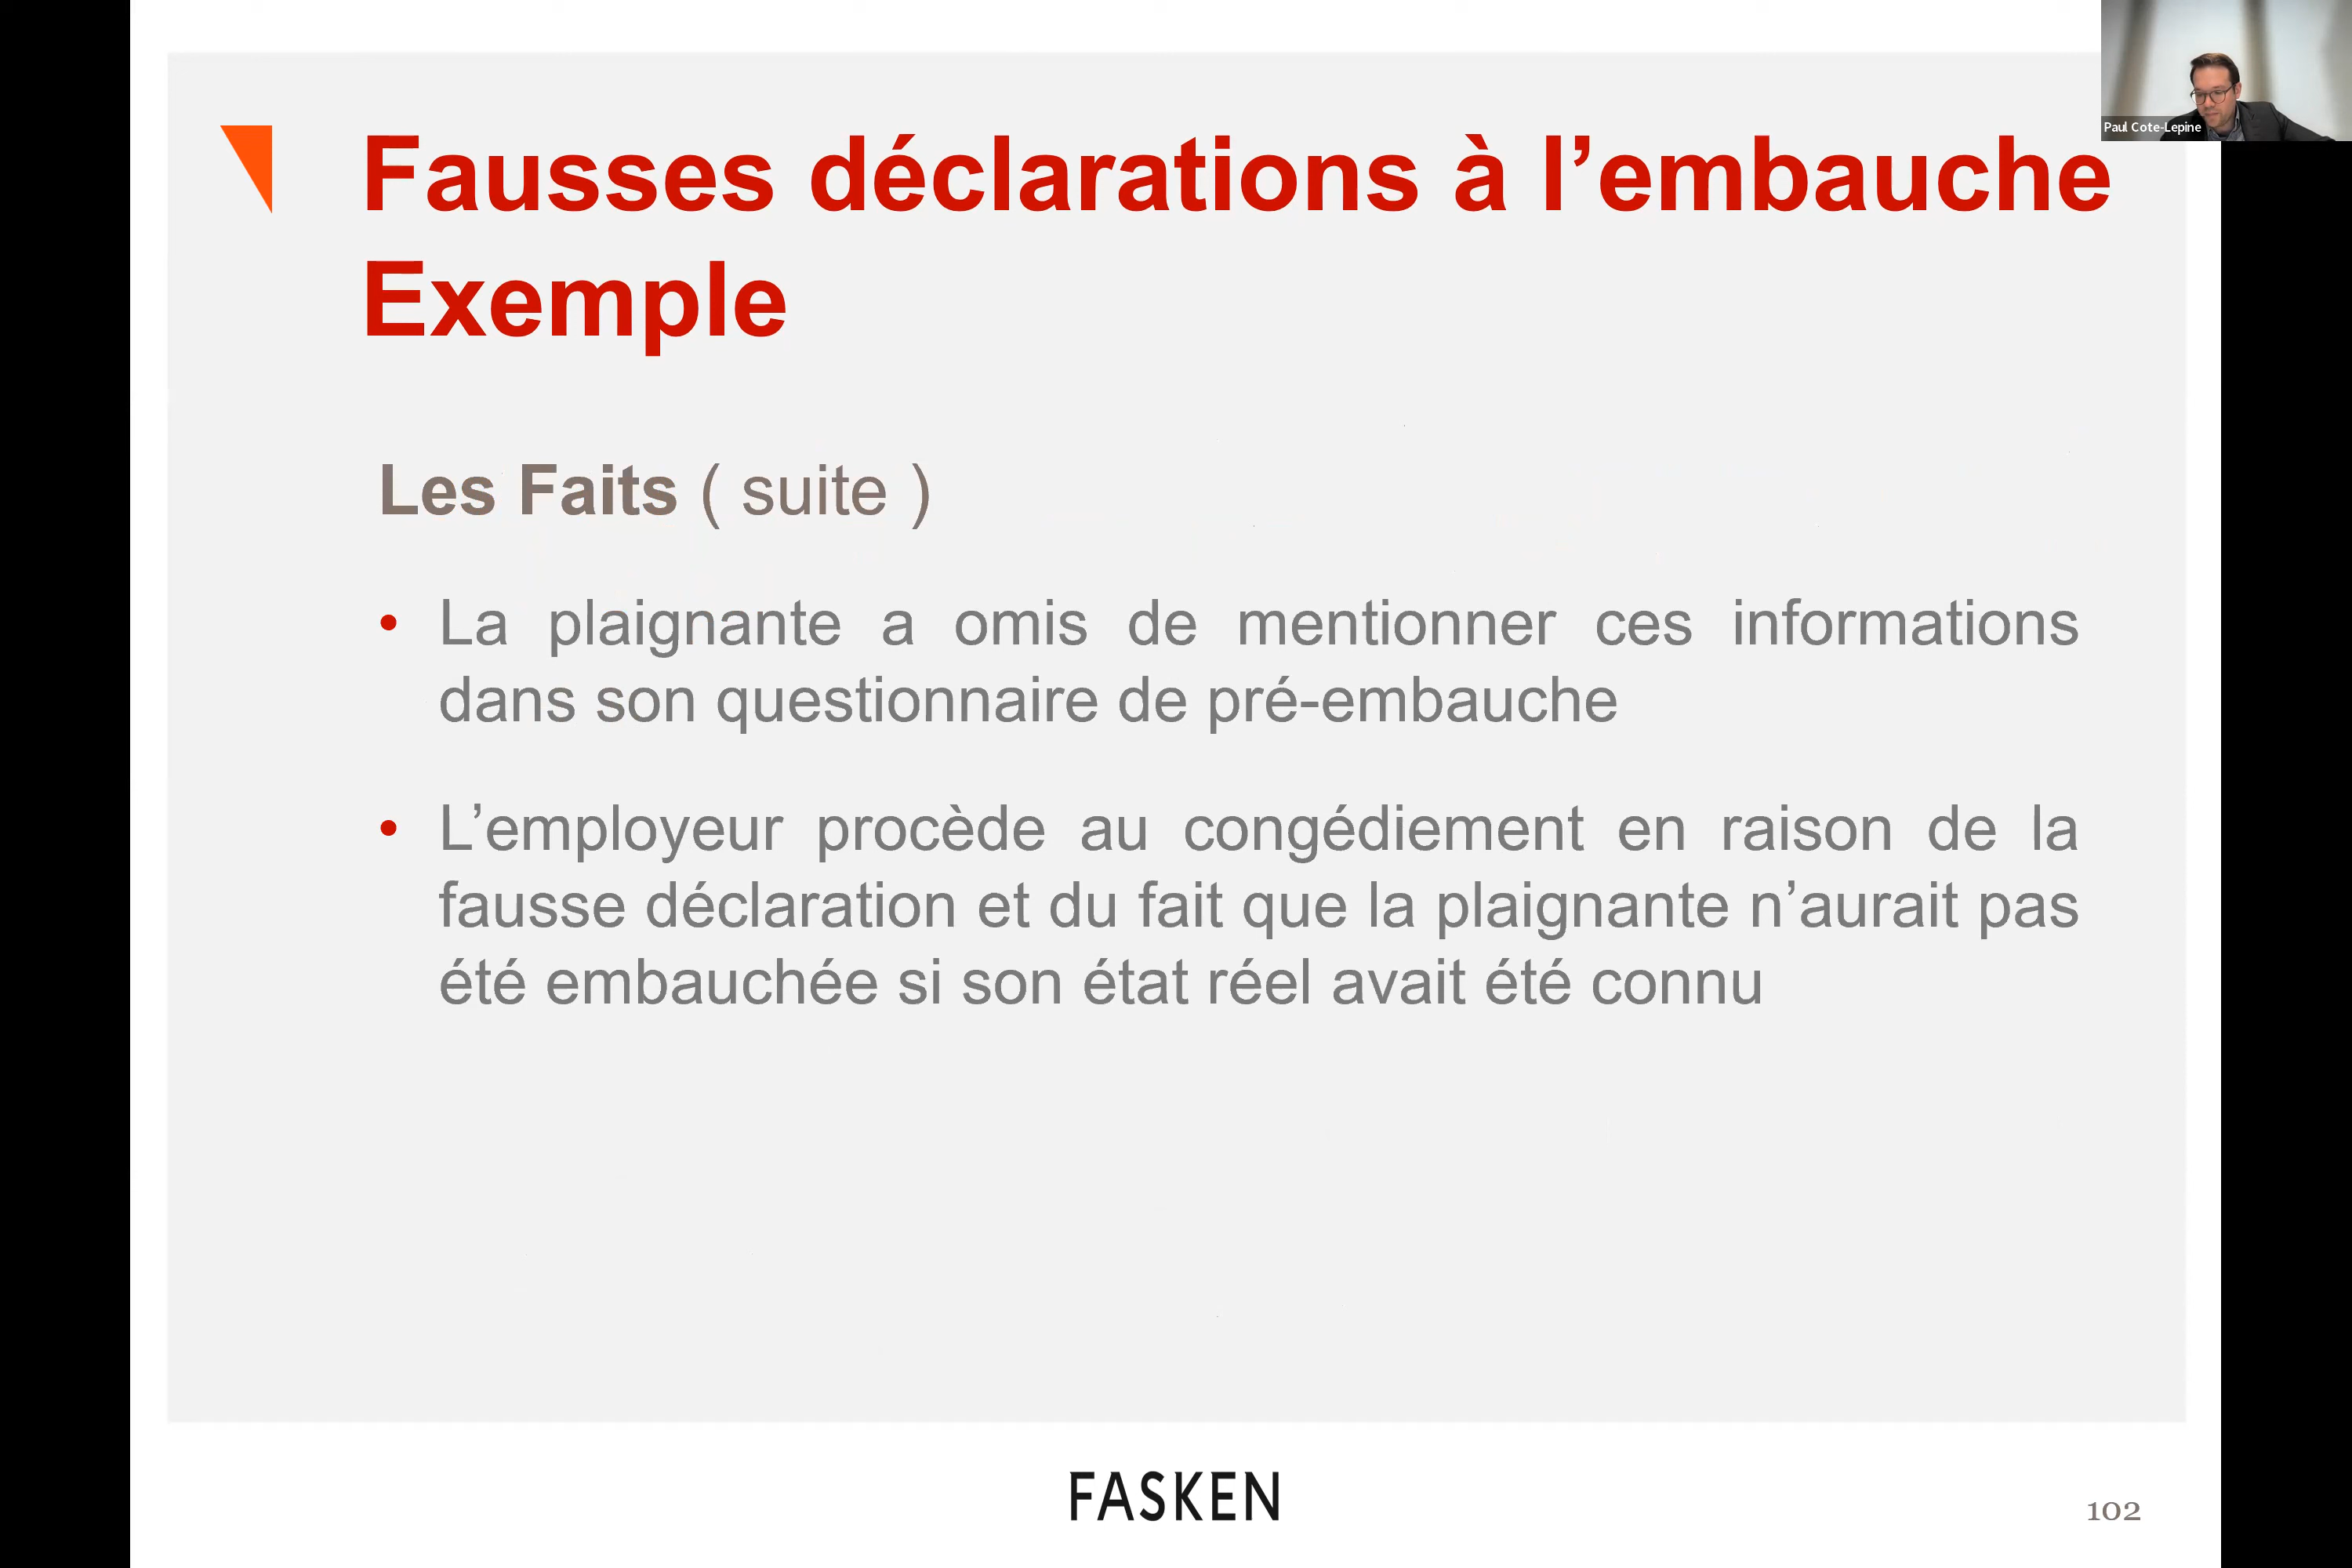 Paul Cote-Lepine
Fausses déclarations à l’embauche
Exemple
Les Faits ( suite )
• La plaignante a omis de mentionner ces informations
dans son questionnaire de pré-embauche
• L’employeur procède au congédiement en raison de la
fausse déclaration et du fait que la plaignante n’aurait pas
été embauchée si son état réel avait été connu
FASKEN
102